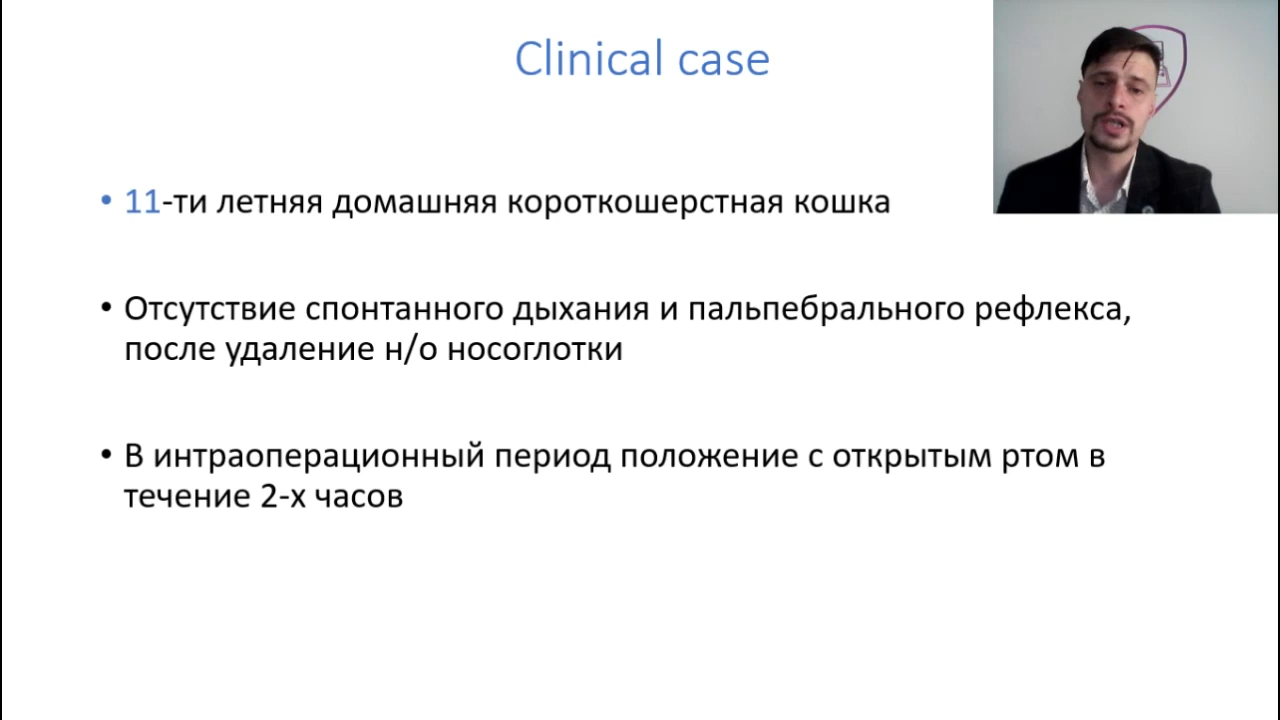 Clinical case
• 11-ти летняя домашняя короткошерстная кошка
• Отсутствие спонтанного дыхания и пальпебрального рефлекса,
после удаление н/о носоглотки
• В интраоперационный период положение с открытым ртом в
течение 2-х часов